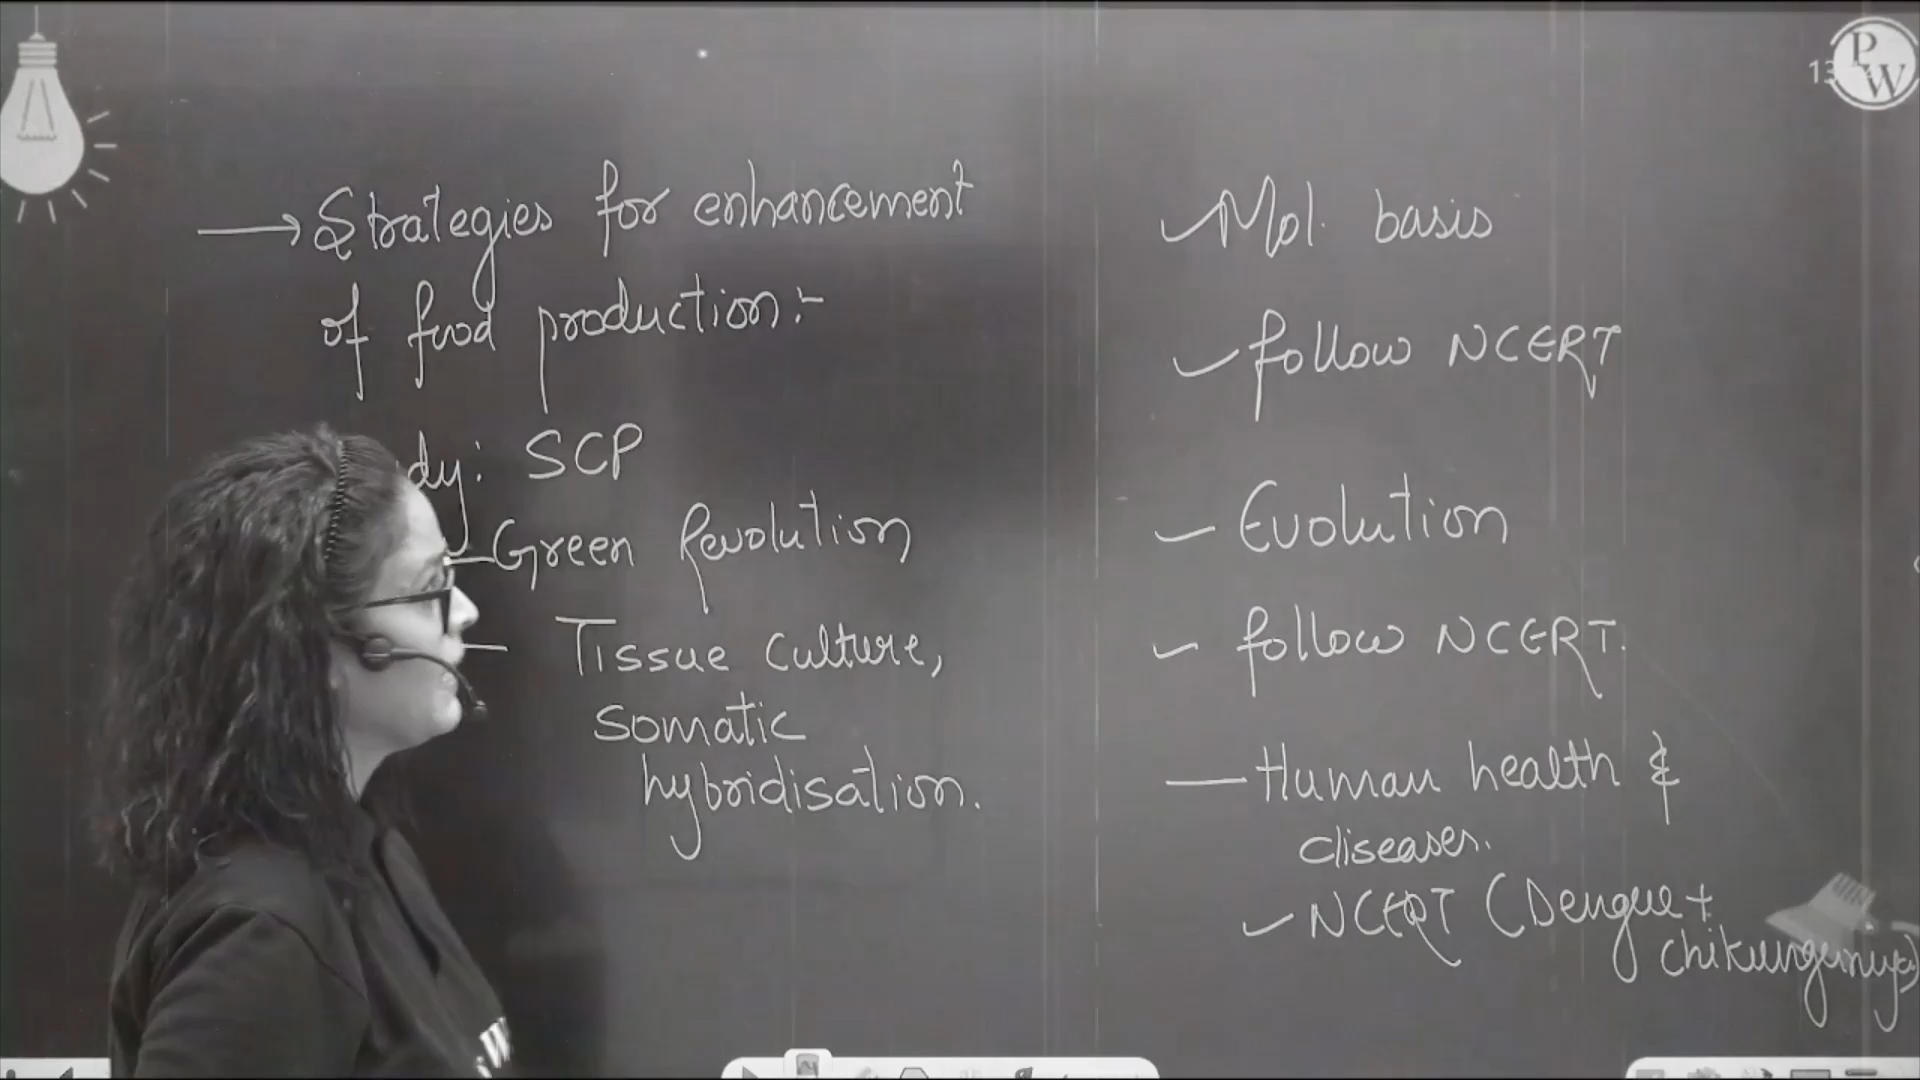 → Strategies for enhancement
of food production:-
dy: SCP
– Green Revolution
– Tissue culture,
somatic
hybridisation.
✓ Mol. basis
✓ follow NCERT
– Evolution
– follow NCERT.
— Human health &
diseases.
✓ NCERT (Dengue +
chikungunya)
PW
W